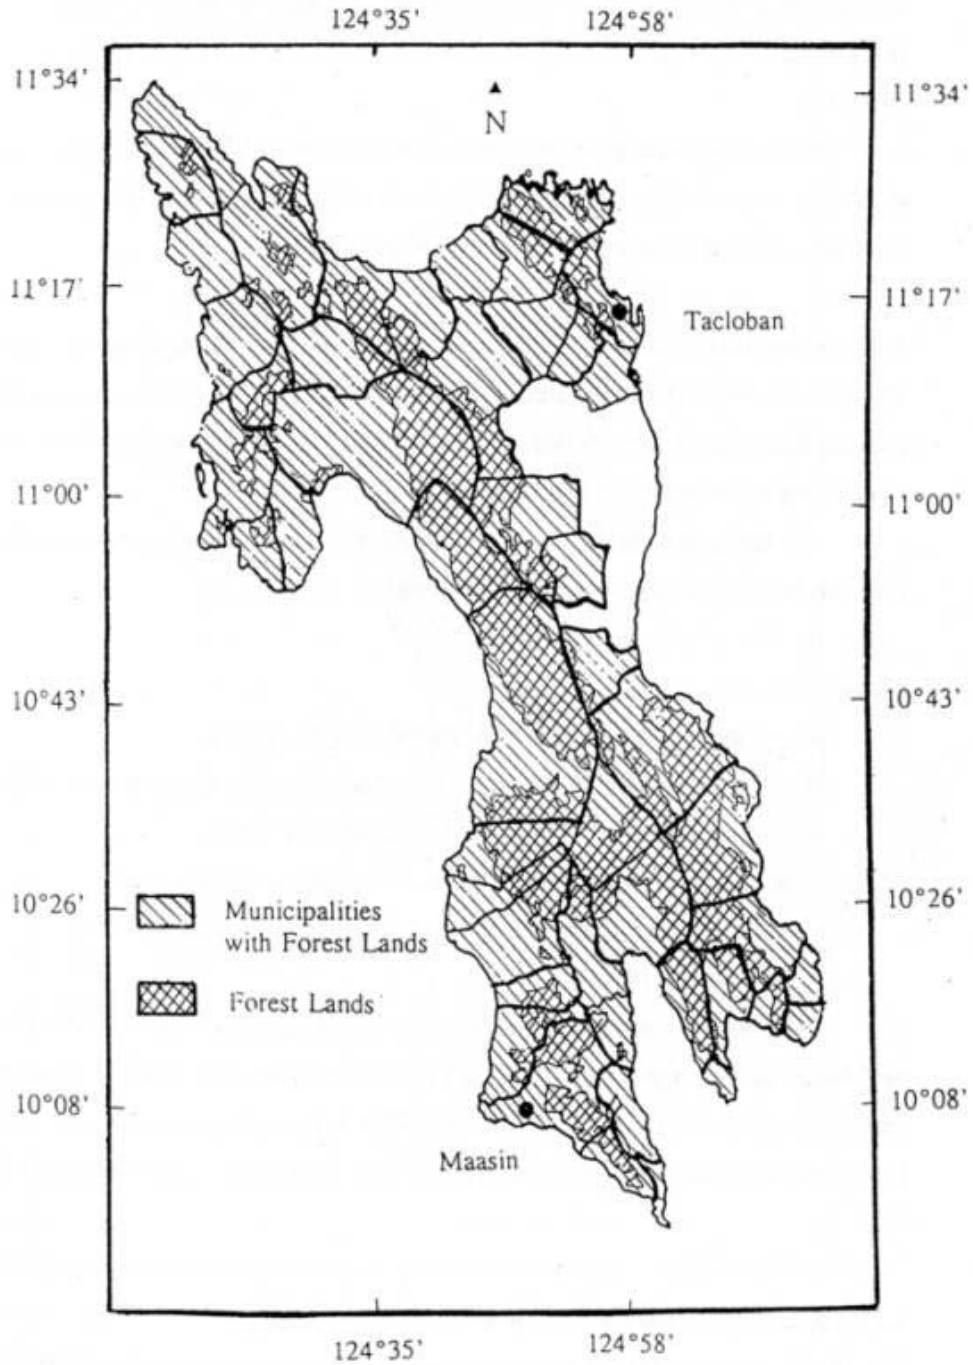 124°35' 124°58'
11°34' 11°34'
N
11°17' 11°17'
Tacloban
11°00' 11°00'
10°43' 10°43'
10°26' 10°26'
Municipalities
with Forest Lands
Forest Lands
10°08' 10°08'
Maasin
124°35' 124°58'